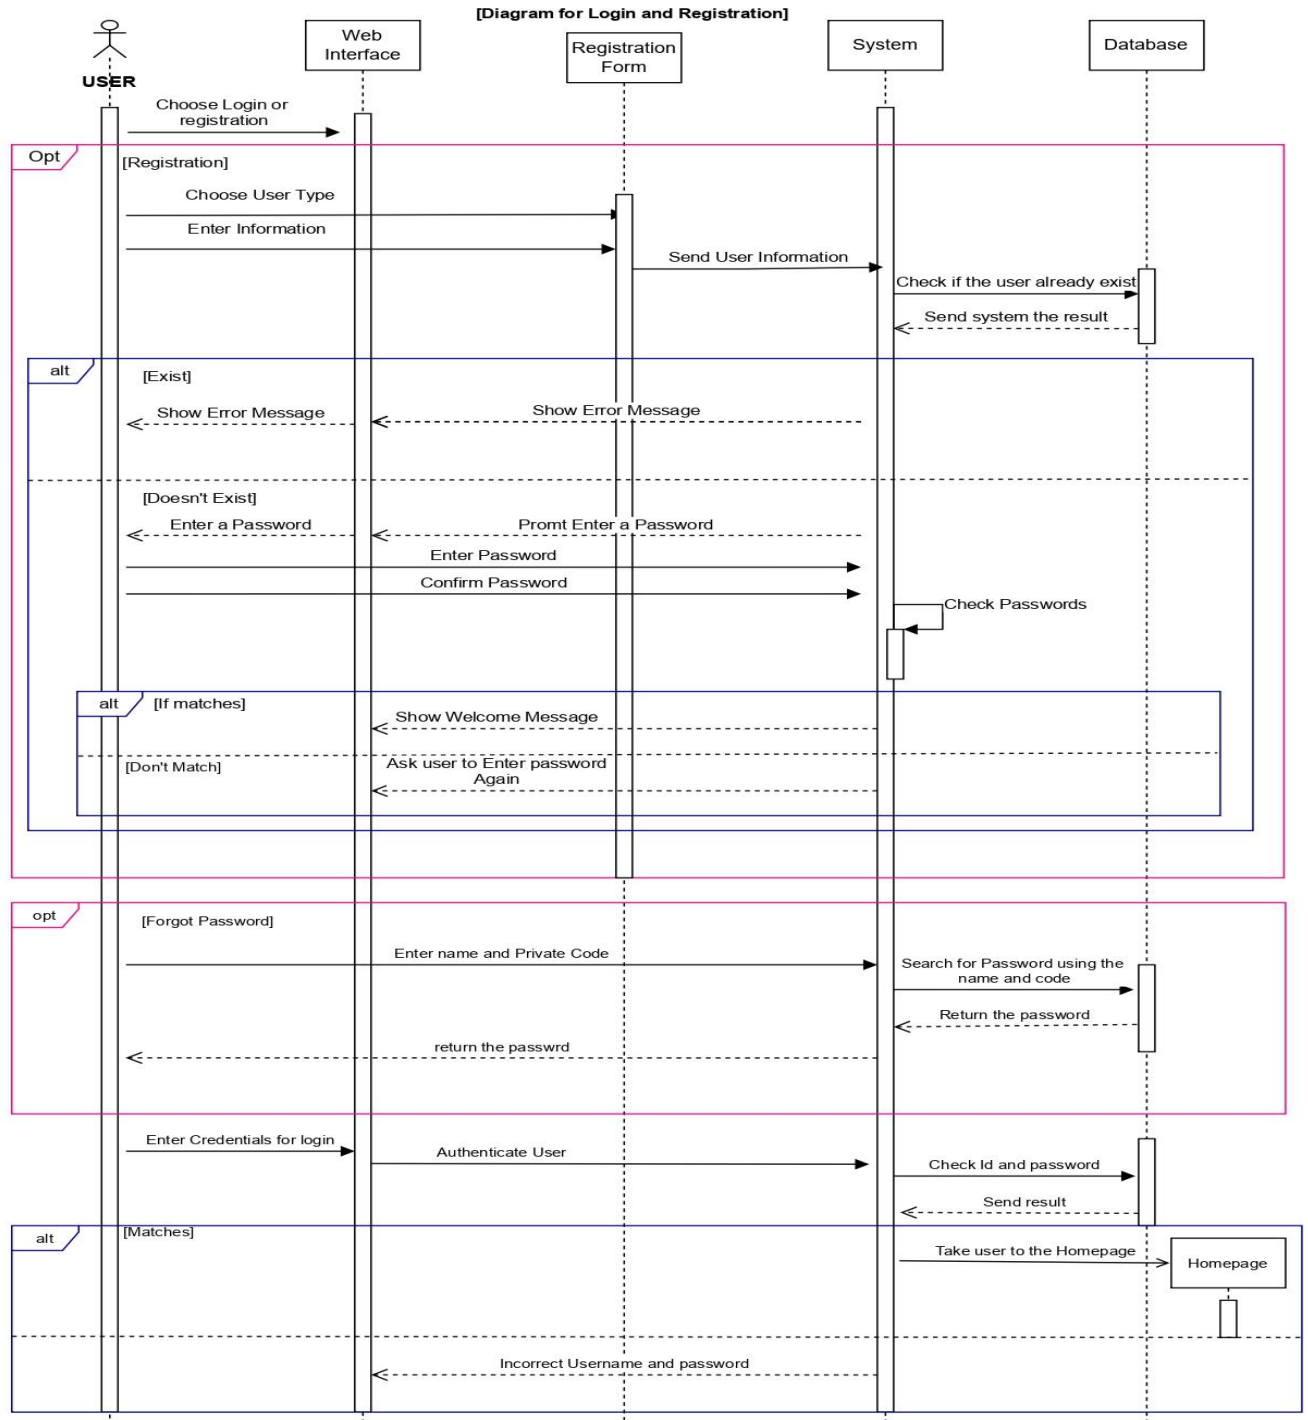 [Diagram for Login and Registration]
USER
Web
Interface
Registration
Form
System
Database
Choose Login or
registration
Opt
[Registration]
Choose User Type
Enter Information
Send User Information
Check if the user already exist
Send system the result
alt
[Exist]
Show Error Message
Show Error Message
[Doesn't Exist]
Enter a Password
Promt Enter a Password
Enter Password
Confirm Password
Check Passwords
alt
[If matches]
Show Welcome Message
[Don't Match]
Ask user to Enter password
Again
opt
[Forgot Password]
Enter name and Private Code
Search for Password using the
name and code
Return the password
return the passwrd
Enter Credentials for login
Authenticate User
Check Id and password
Send result
alt
[Matches]
Take user to the Homepage
Homepage
Incorrect Username and password